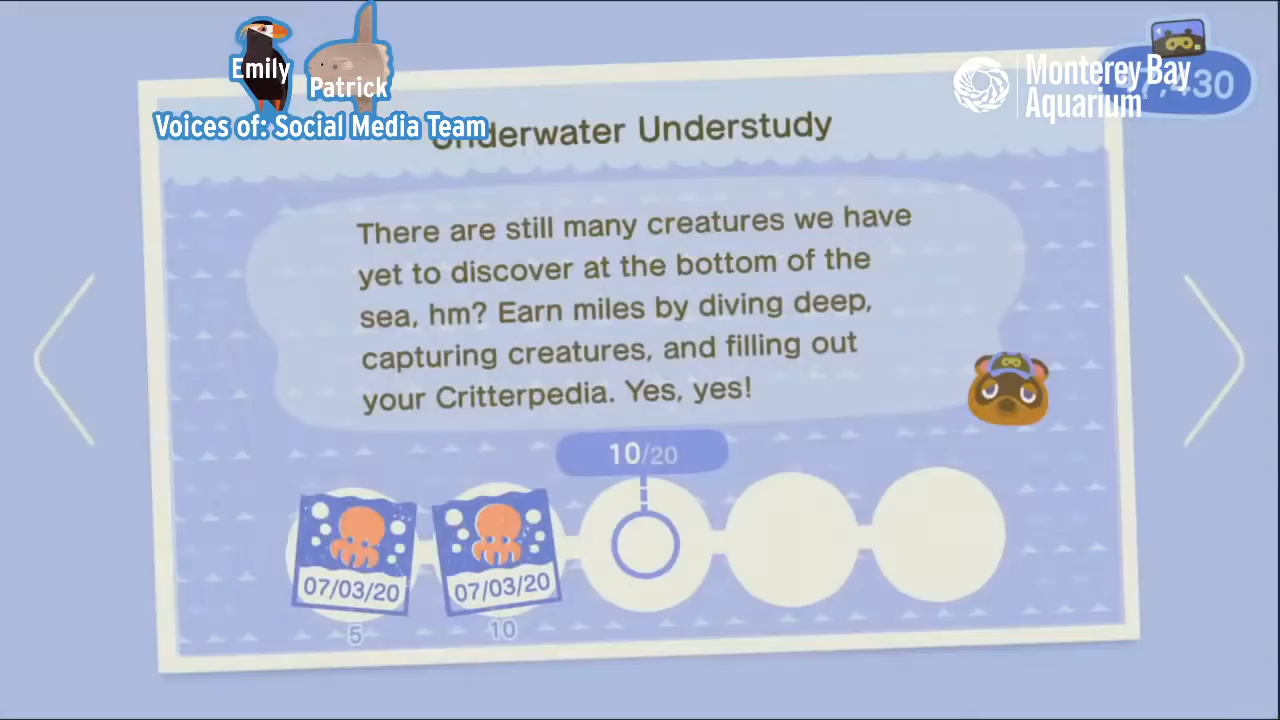 Emily
Patrick
Voices of: Social Media Team
Monterey Bay
Aquarium
7,430
Underwater Understudy
There are still many creatures we have
yet to discover at the bottom of the
sea, hm? Earn miles by diving deep,
capturing creatures, and filling out
your Critterpedia. Yes, yes!
10/20
07/03/20
07/03/20
5
10